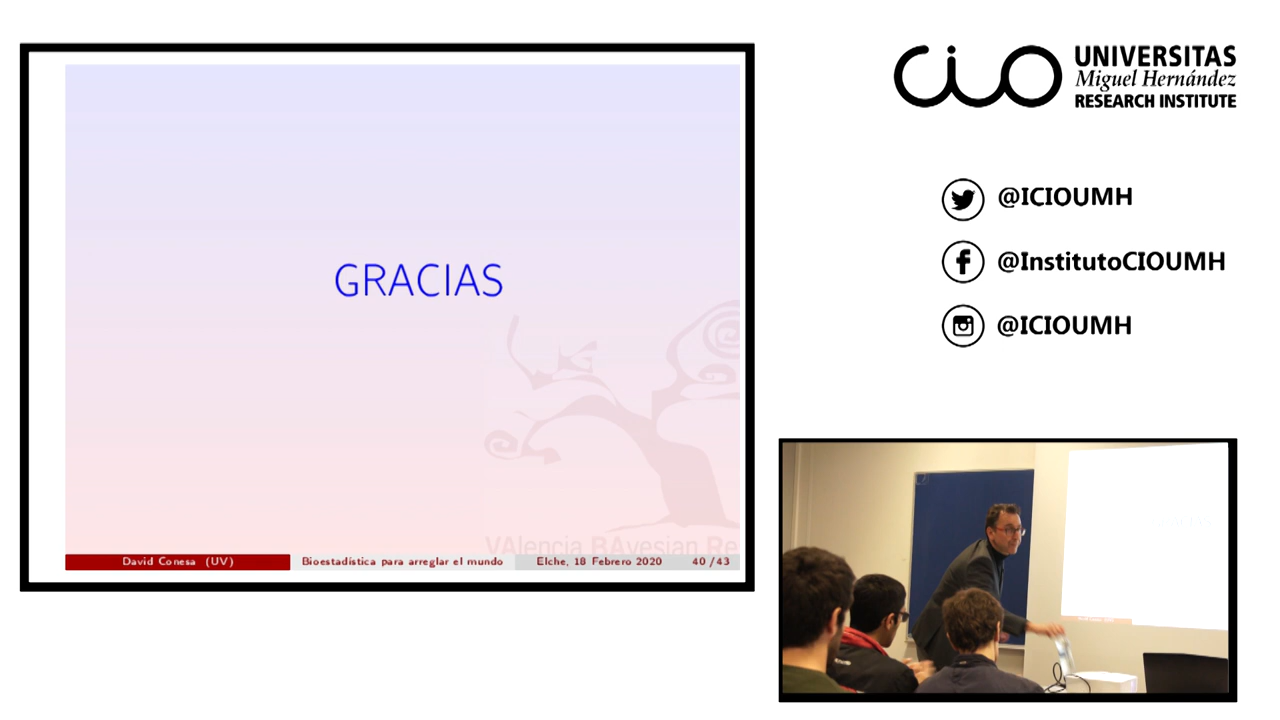 GRACIAS
VAlencia BAyesian Re
David Conesa (UV)
Bioestadística para arreglar el mundo
Elche, 18 Febrero 2020
40 / 43
cio
UNIVERSITAS
Miguel Hernández
RESEARCH INSTITUTE
@ICIOUMH
@InstitutoCIOUMH
@ICIOUMH